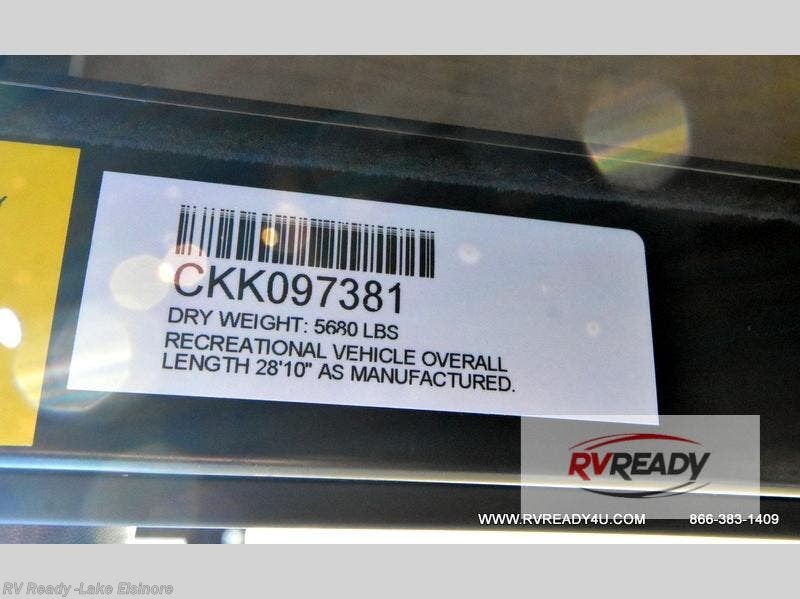 CKK097381
DRY WEIGHT: 5680 LBS
RECREATIONAL VEHICLE OVERALL
LENGTH 28'10" AS MANUFACTURED.
RVREADY
WWW.RVREADY4U.COM 866-383-1409
RV Ready -Lake Elsinore